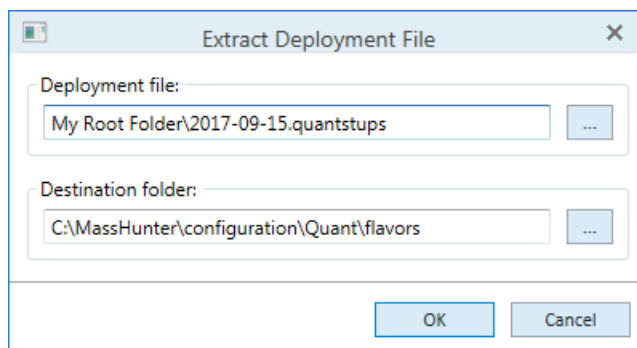 Extract Deployment File
Deployment file:
My Root Folder\2017-09-15.quantstups
...
Destination folder:
C:\MassHunter\configuration\Quant\flavors
...
OK
Cancel